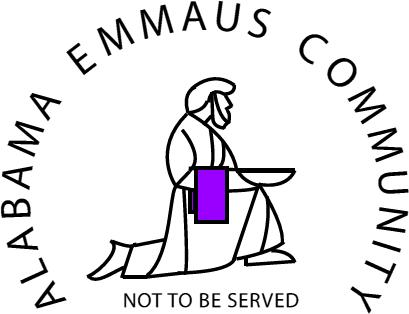 ALABAMA EMMAUS COMMUNITY
NOT TO BE SERVED